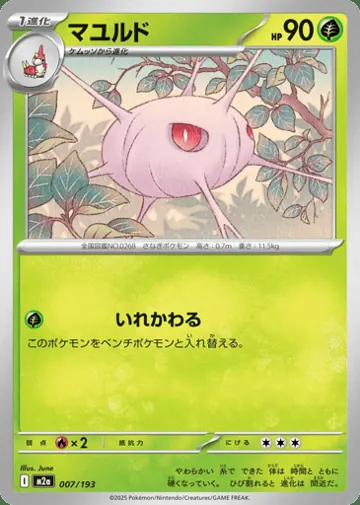 1進化
マユルド
HP 90
ケムッソから進化
全国図鑑NO.0268 さなぎポケモン 高さ:0.7m 重さ:11.5kg
いれかわる
このポケモンをベンチポケモンと入れ替える。
弱点 ×2 抵抗力 にげる
Illus. June
I m2a 007/193
やわらかい 糸で できた 体は 時間と ともに
硬くなる。 ひび割れると 進化は 間近だ。
©2025 Pokémon/Nintendo/Creatures/GAME FREAK.